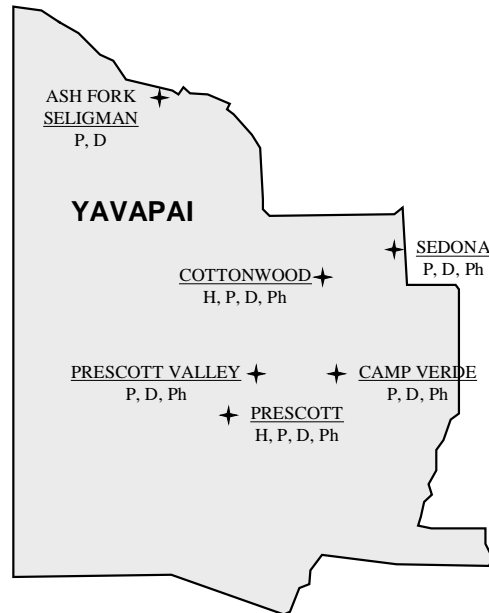 ASH FORK
SELIGMAN
P, D
YAVAPAI
SEDONA
P, D, Ph
COTTONWOOD
H, P, D, Ph
PRESCOTT VALLEY
P, D, Ph
CAMP VERDE
P, D, Ph
PRESCOTT
H, P, D, Ph